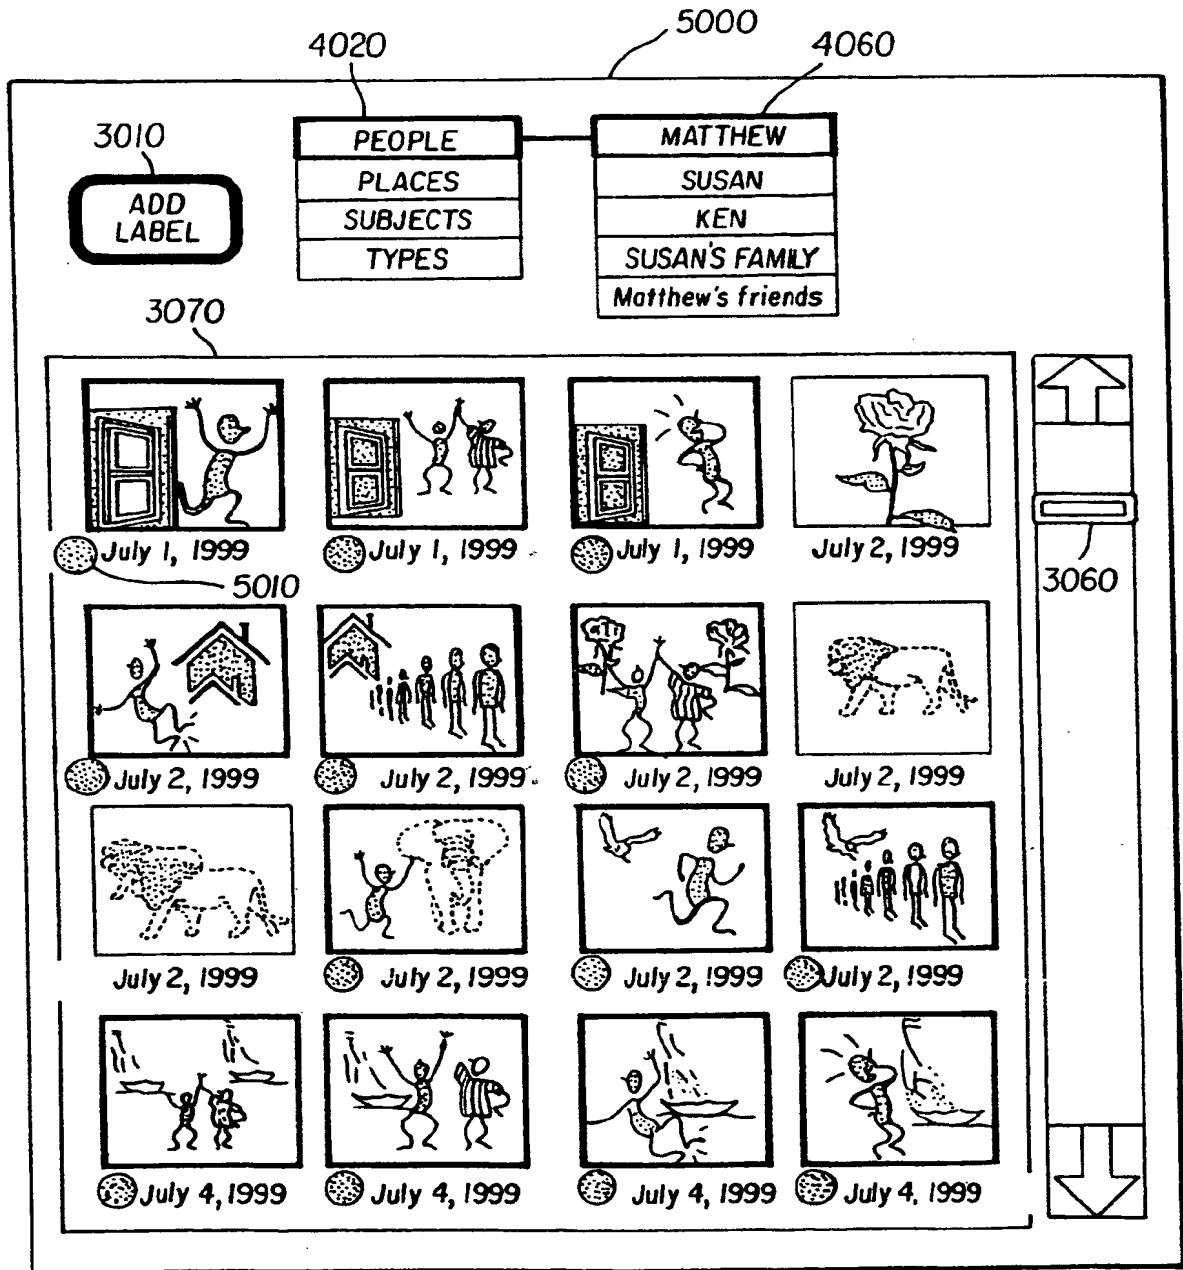 5000
4020
4060
3010
PEOPLE
MATTHEW
PLACES
SUSAN
ADD
LABEL
SUBJECTS
KEN
TYPES
SUSAN'S FAMILY
Matthew's friends
3070
July 1, 1999
July 1, 1999
July 1, 1999
July 2, 1999
5010
3060
July 2, 1999
July 2, 1999
July 2, 1999
July 2, 1999
July 2, 1999
July 2, 1999
July 2, 1999
July 2, 1999
July 4, 1999
July 4, 1999
July 4, 1999
July 4, 1999